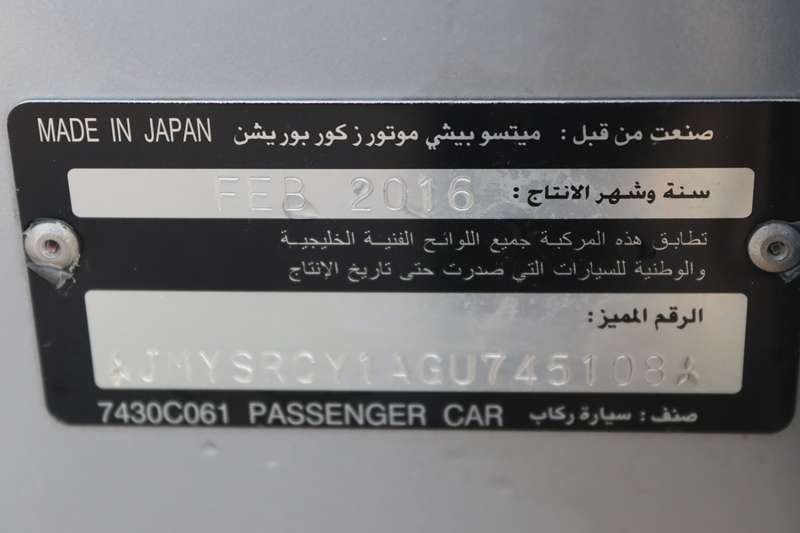 صنعت من قبل: ميتسو بيشي موتورز كور بوريشن MADE IN JAPAN
سنة وشهر الانتاج: FEB 2016
تطابق هذه المركبة جميع اللوائح الفنية الخليجية
والوطنية للسيارات التي صدرت حتى تاريخ الإنتاج
الرقم المميز:
JMYSRCY1AGU745108
صنف: سيارة ركاب 7430C061 PASSENGER CAR